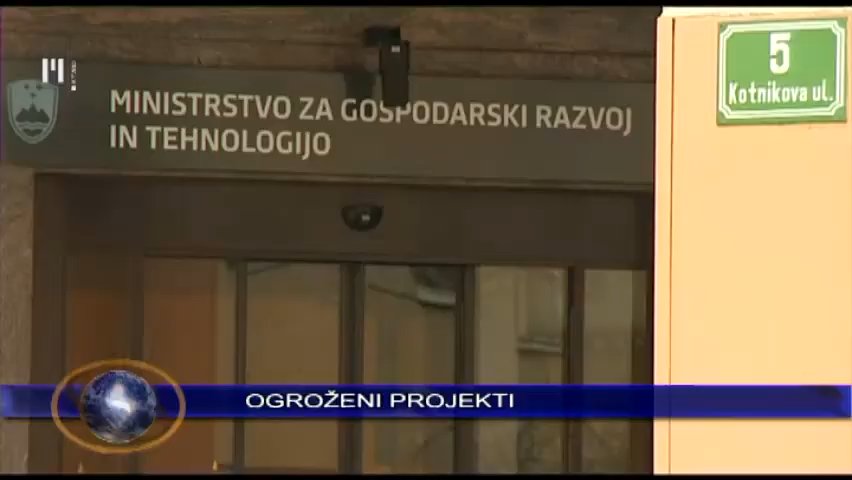 MINISTRSTVO ZA GOSPODARSKI RAZVOJ
IN TEHNOLOGIJO
5
Kotnikova ul.
OGROŽENI PROJEKTI